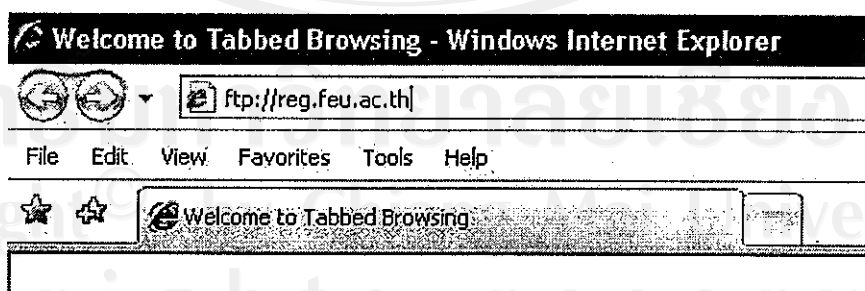 Welcome to Tabbed Browsing - Windows Internet Explorer
ftp://reg.feu.ac.th
File Edit View Favorites Tools Help
Welcome to Tabbed Browsing